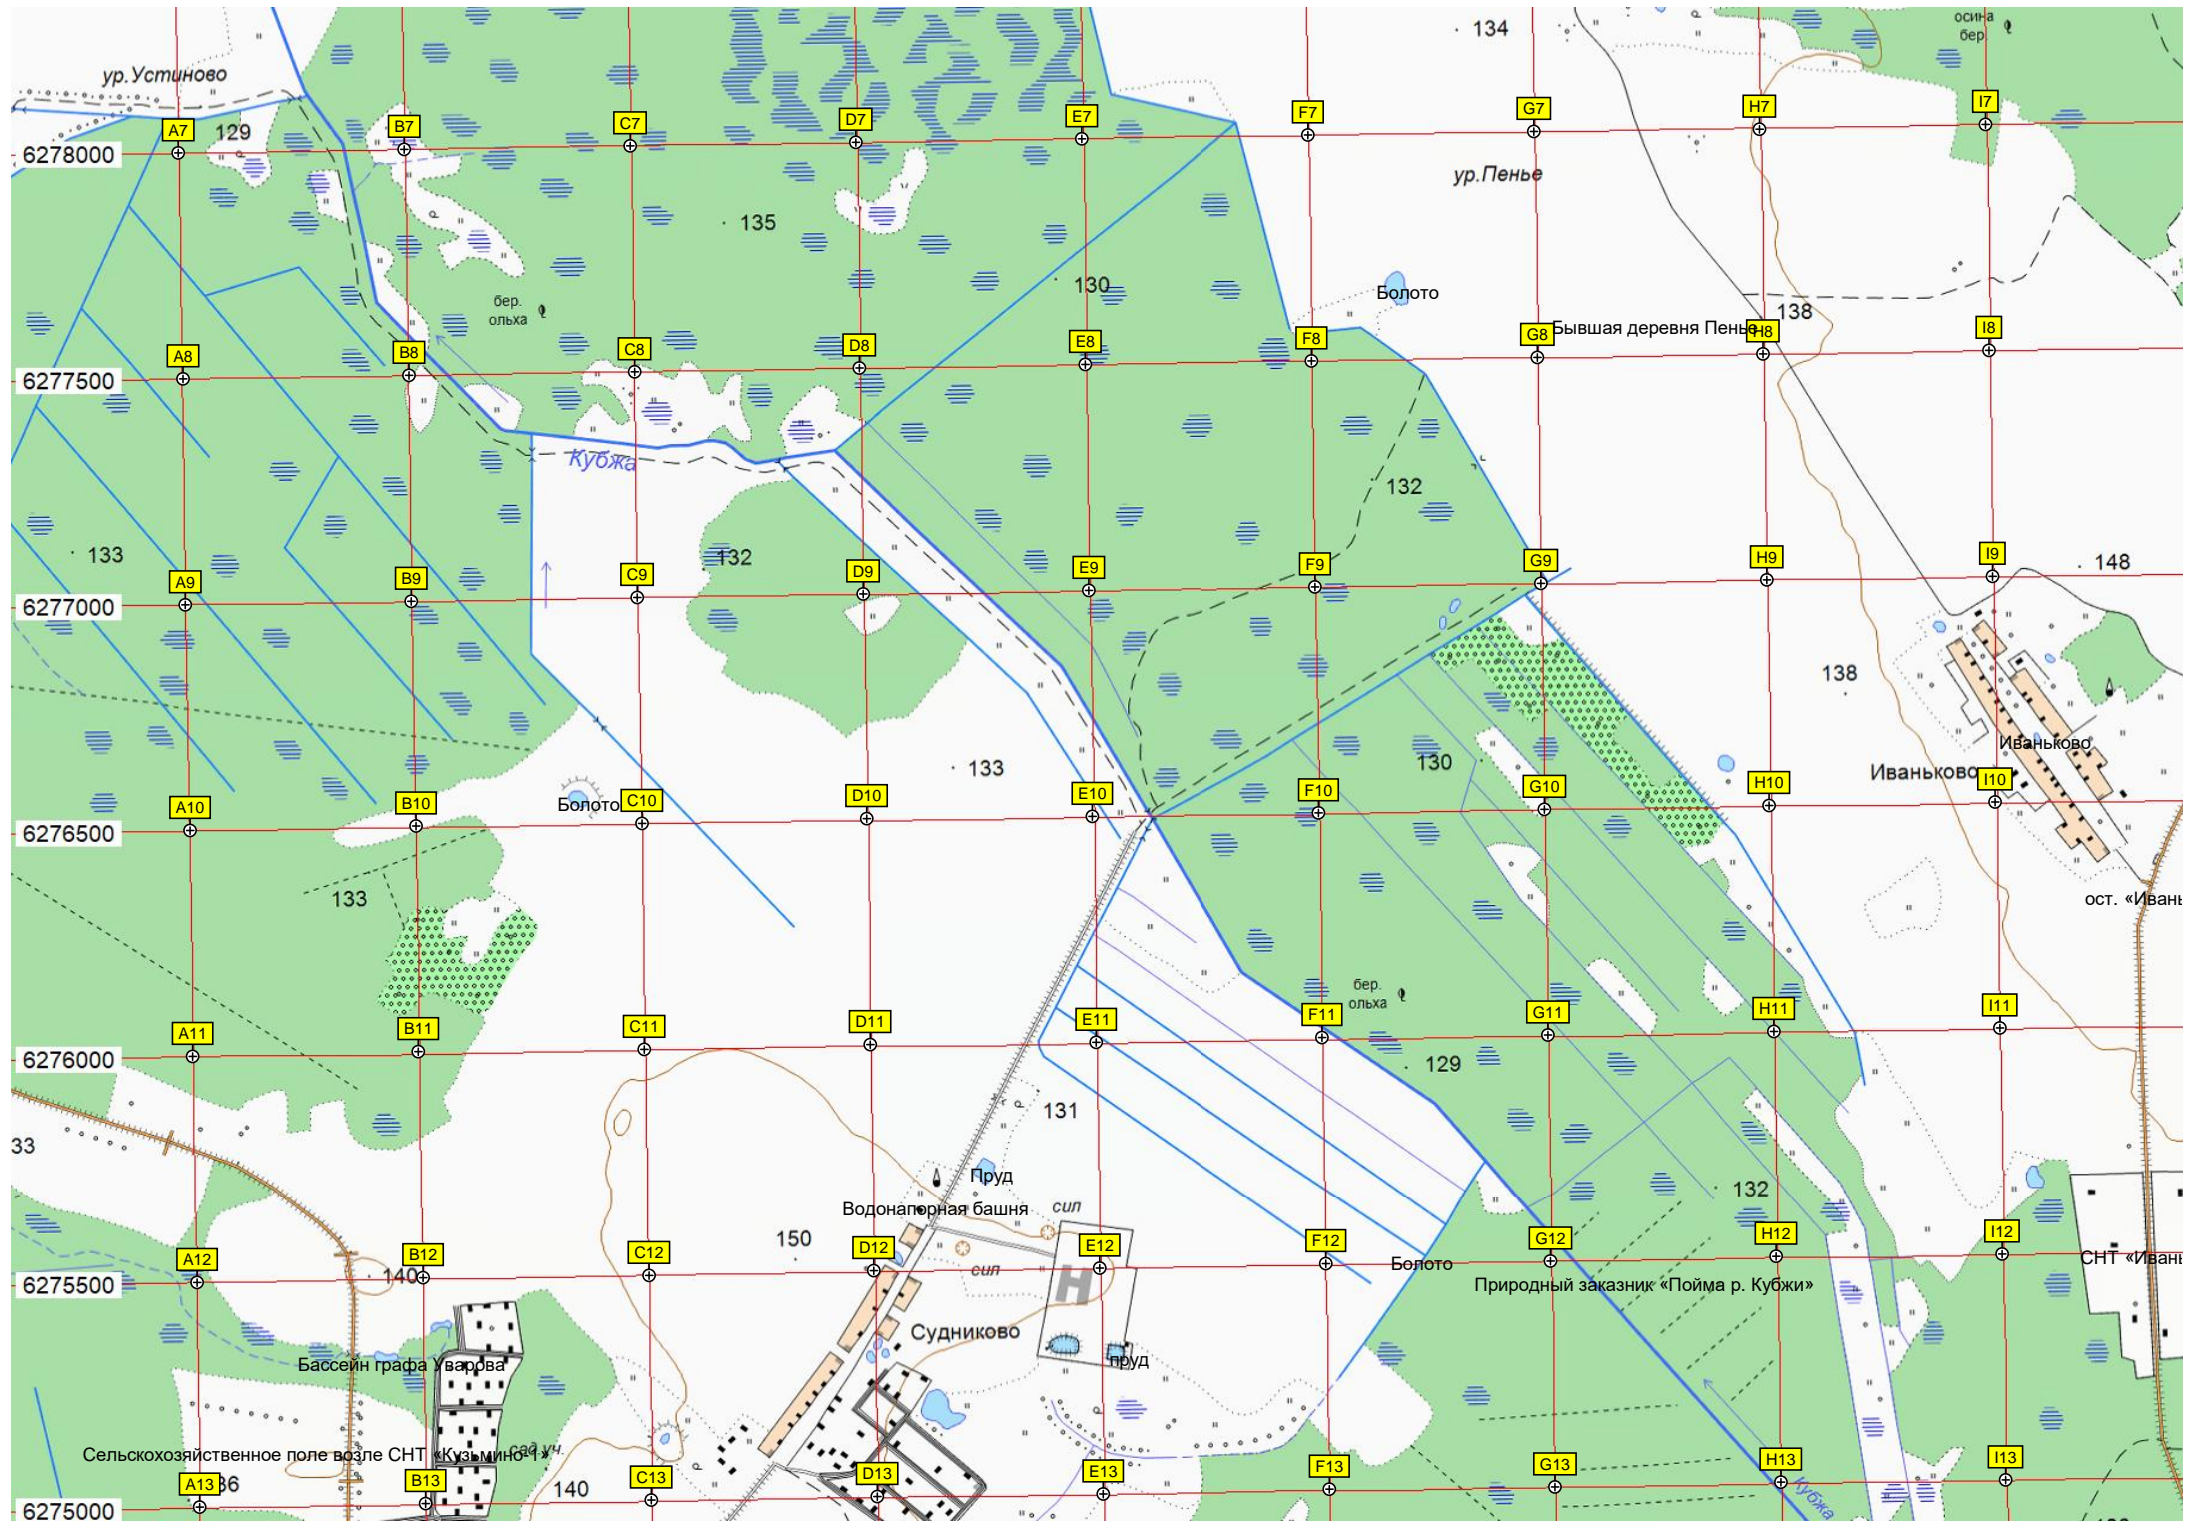 134
осина
бер.
ур.Устиново
A7
129
B7
C7
D7
E7
F7
G7
H7
I7
6278000
ур.Пенье
135
130
Болото
138
бер.
ольха
Бывшая деревня Пенье
A8
B8
C8
D8
E8
F8
G8
H8
I8
6277500
Кубжа
132
133
132
148
A9
B9
C9
D9
E9
F9
G9
H9
I9
6277000
138
Иваньково
133
130
Иваньково
Болото
A10
B10
C10
D10
E10
F10
G10
H10
I10
6276500
133
ост. «Ивань
бер.
ольха
A11
B11
C11
D11
E11
F11
G11
H11
I11
6276000
129
131
33
Пруд
132
Водонапорная башня
сил
150
A12
B12
C12
D12
E12
F12
G12
H12
I12
140
сил
Болото
СНТ «Ивань
6275500
Природный заказник «Пойма р. Кубжи»
Н
Судниково
Бассейн графа Уварова
пруд
Сельскохозяйственное поле возле СНТ «Кузьмино-1»
сад.уч.
A13
36
B13
C13
D13
E13
F13
G13
H13
I13
140
Кубжа
6275000